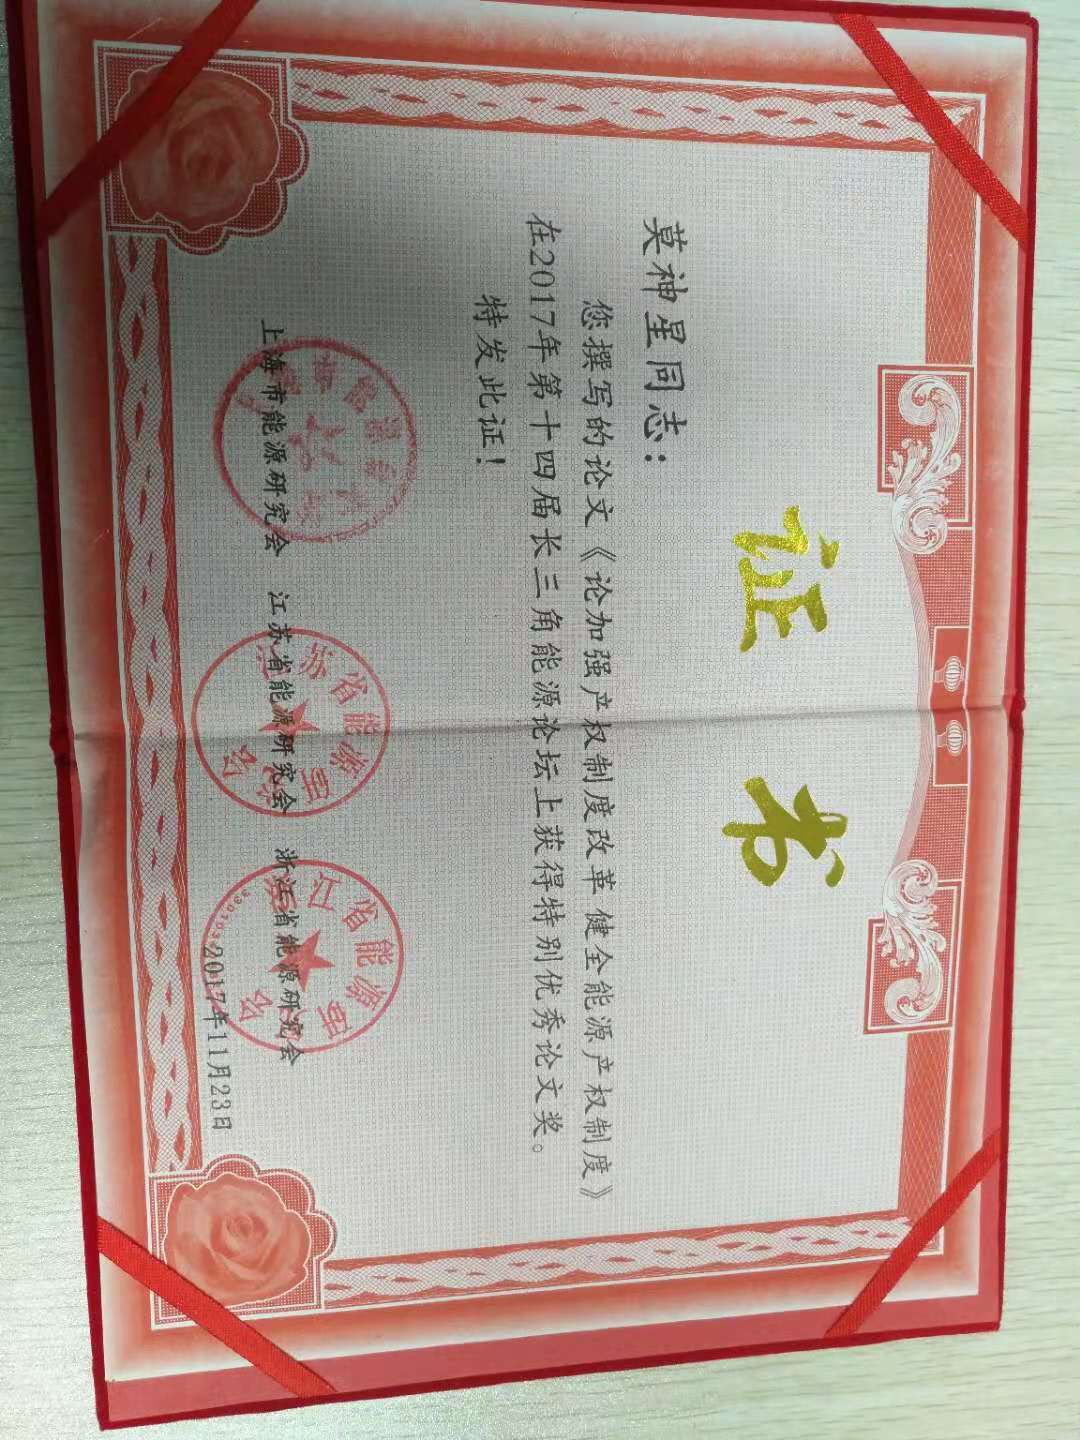 证书
莫神星同志：
您撰写的论文《论加强产权制度改革 健全能源产权制度》
在2017年第十四届长三角能源论坛上获得特别优秀论文奖。
特发此证！
上海市能源研究会 江苏省能源研究会 浙江省能源研究会
2017年11月23日